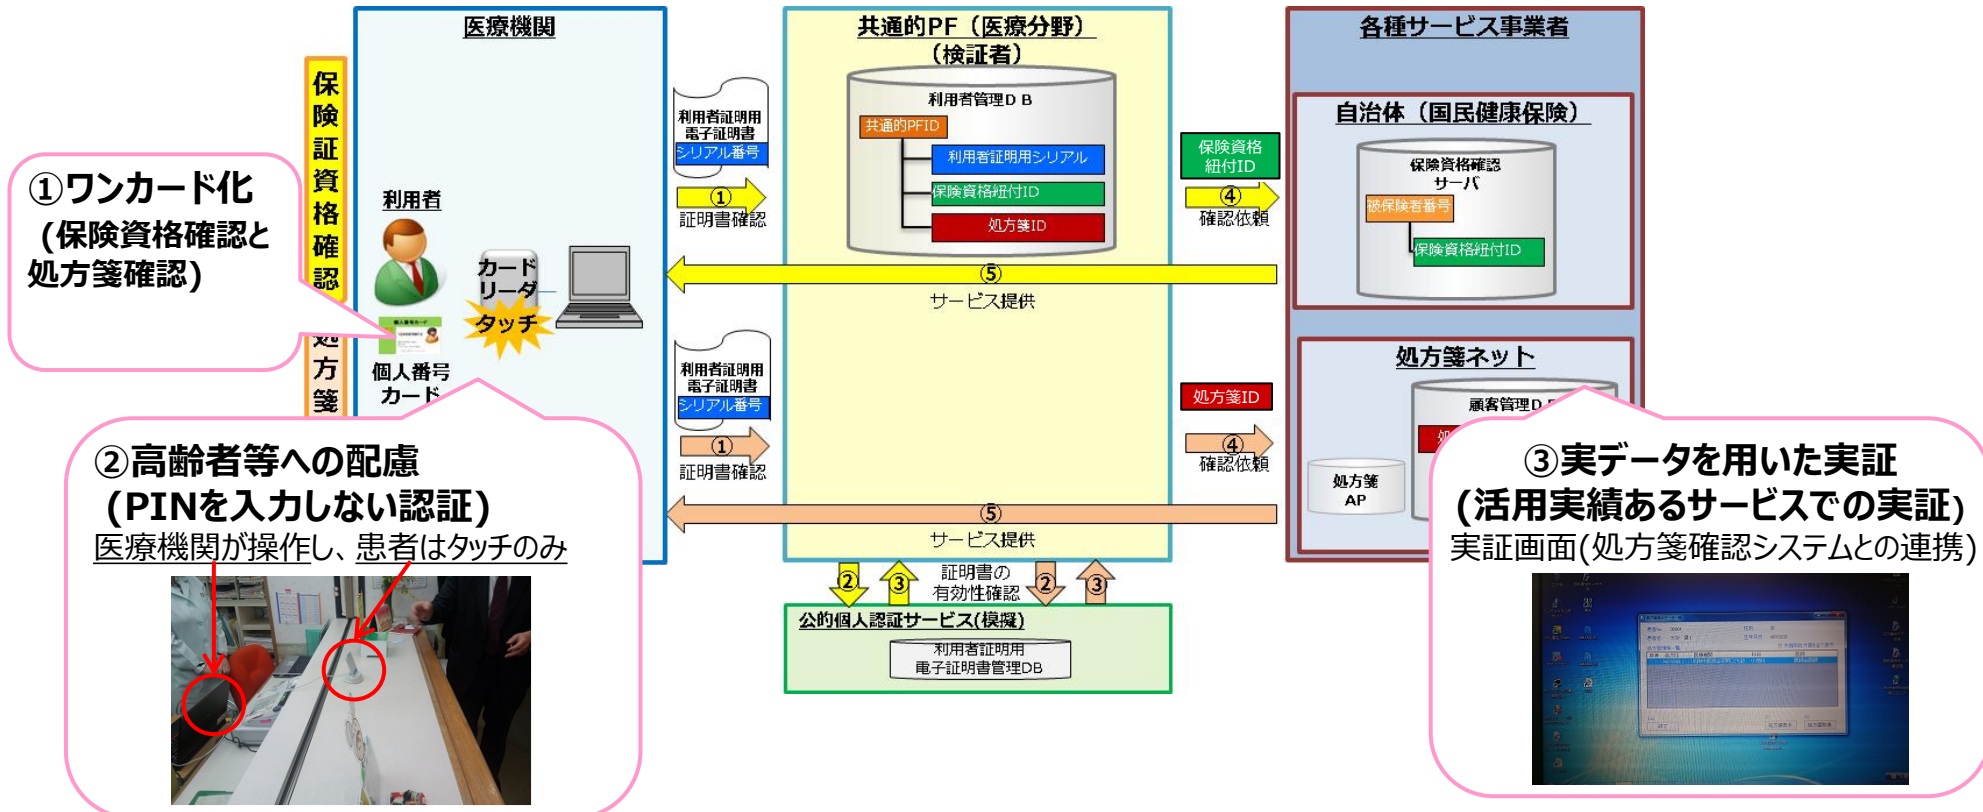 医療機関
共通的PF（医療分野）
（検証者）
各種サービス事業者
保険証資格確認
処方箋
①ワンカード化
(保険資格確認と
処方箋確認)
利用者
カード
リーダ
タッチ
個人番号カード
個人番号
カード
利用者証明用
電子証明書
シリアル番号
①
証明書確認
利用者管理ＤＢ
共通的PFID
利用者証明用シリアル
保険資格紐付ID
処方箋ID
保険資格
紐付ID
④
確認依頼
自治体（国民健康保険）
保険資格確認
サーバ
被保険者番号
保険資格紐付ID
⑤
サービス提供
利用者証明用
電子証明書
シリアル番号
①
証明書確認
処方箋ID
④
確認依頼
処方箋ネット
顧客管理Ｄ
処方箋
AP
⑤
サービス提供
②
③
証明書の
有効性確認
②
③
公的個人認証サービス(模擬)
利用者証明用
電子証明書管理DB
②高齢者等への配慮
(PINを入力しない認証)
医療機関が操作し、患者はタッチのみ
③実データを用いた実証
(活用実績あるサービスでの実証)
実証画面(処方箋確認システムとの連携)